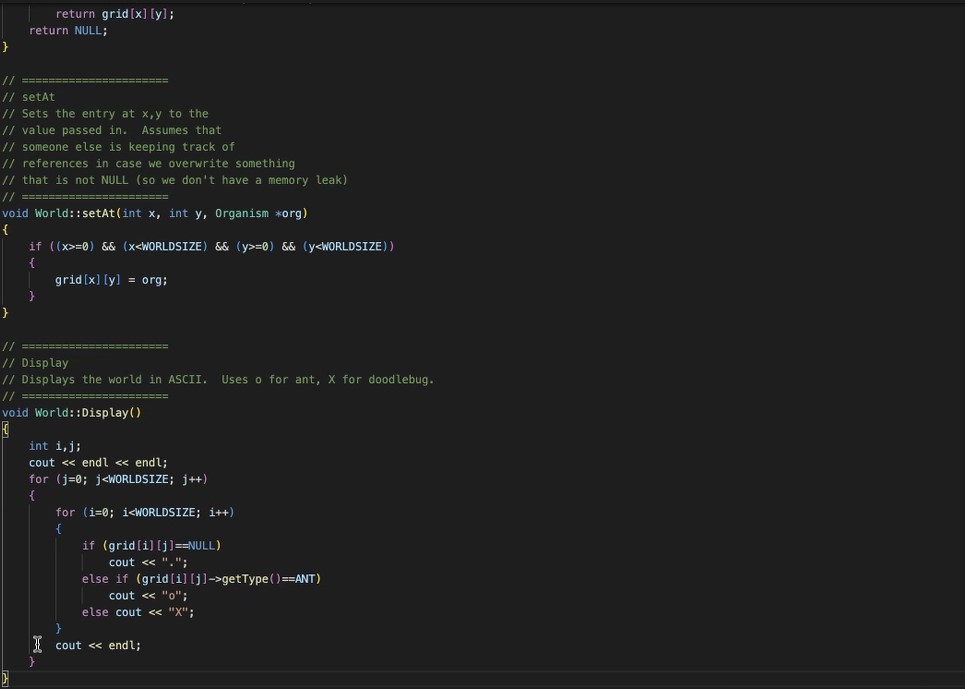 return grid[x][y];
    return NULL;
}

// ======================
// setAt
// Sets the entry at x,y to the
// value passed in.  Assumes that
// someone else is keeping track of
// references in case we overwrite something
// that is not NULL (so we don't have a memory leak)
// ======================
void World::setAt(int x, int y, Organism *org)
{
    if ((x>=0) && (x<WORLDSIZE) && (y>=0) && (y<WORLDSIZE))
    {
        grid[x][y] = org;
    }
}

// ======================
// Display
// Displays the world in ASCII.  Uses o for ant, X for doodlebug.
// ======================
void World::Display()
{
    int i,j;
    cout << endl << endl;
    for (j=0; j<WORLDSIZE; j++)
    {
        for (i=0; i<WORLDSIZE; i++)
        {
            if (grid[i][j]==NULL)
                cout << ".";
            else if (grid[i][j]->getType()==ANT)
                cout << "o";
            else cout << "X";
        }
        cout << endl;
    }
}